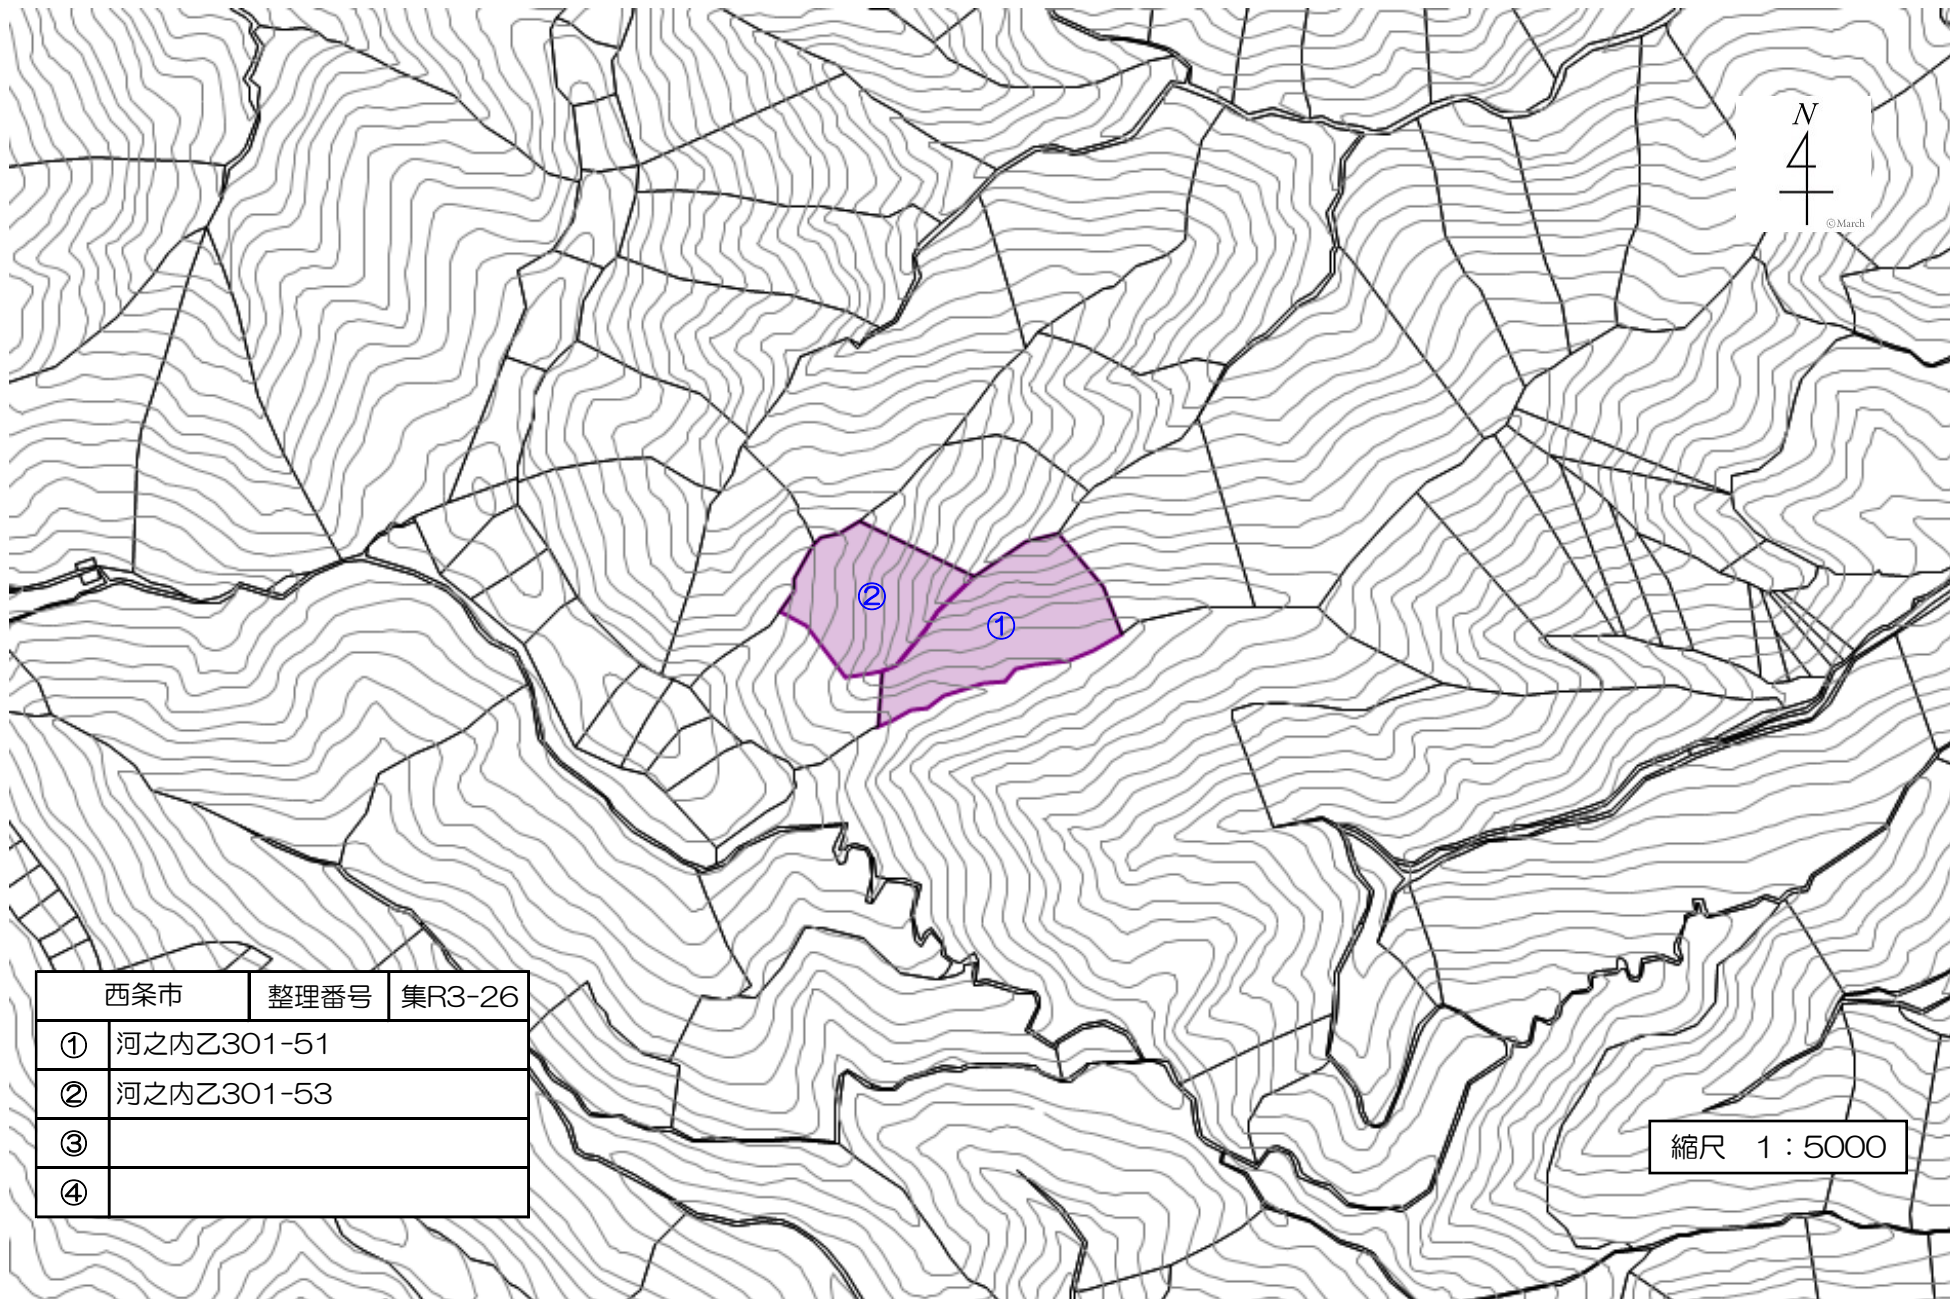 N
©March
②
①
西条市 整理番号 集R3-26
① 河之内乙301-51
② 河之内乙301-53
③
④
縮尺 1：5000